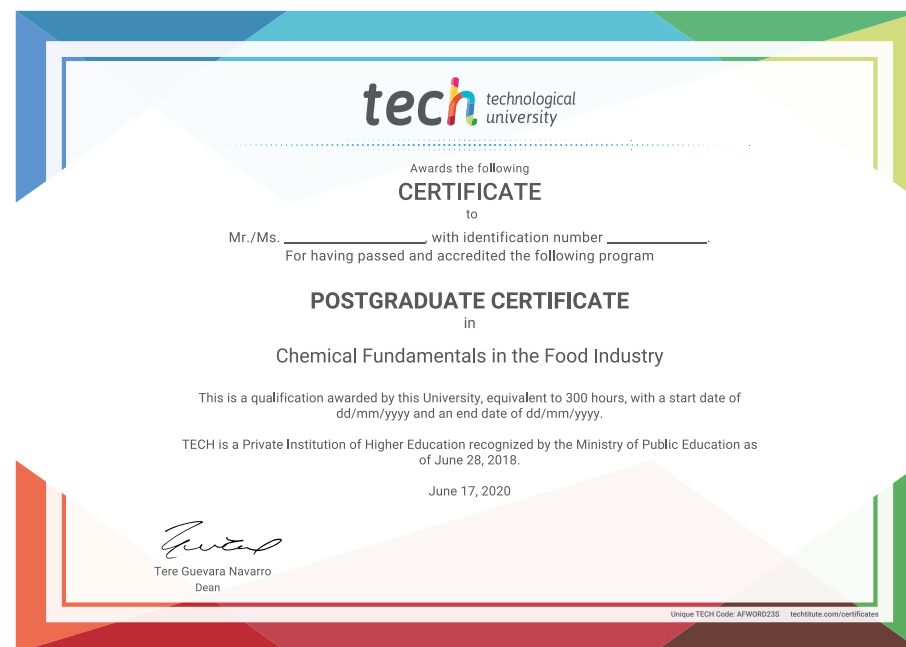 tech technological
university
Awards the following
CERTIFICATE
to
Mr./Ms. ____________________, with identification number ______________.
For having passed and accredited the following program
POSTGRADUATE CERTIFICATE
in
Chemical Fundamentals in the Food Industry
This is a qualification awarded by this University, equivalent to 300 hours, with a start date of
dd/mm/yyyy and an end date of dd/mm/yyyy.
TECH is a Private Institution of Higher Education recognized by the Ministry of Public Education as
of June 28, 2018.
June 17, 2020
Tere Guevara Navarro
Dean
Unique TECH Code: AFWORD23S techtitute.com/certificates